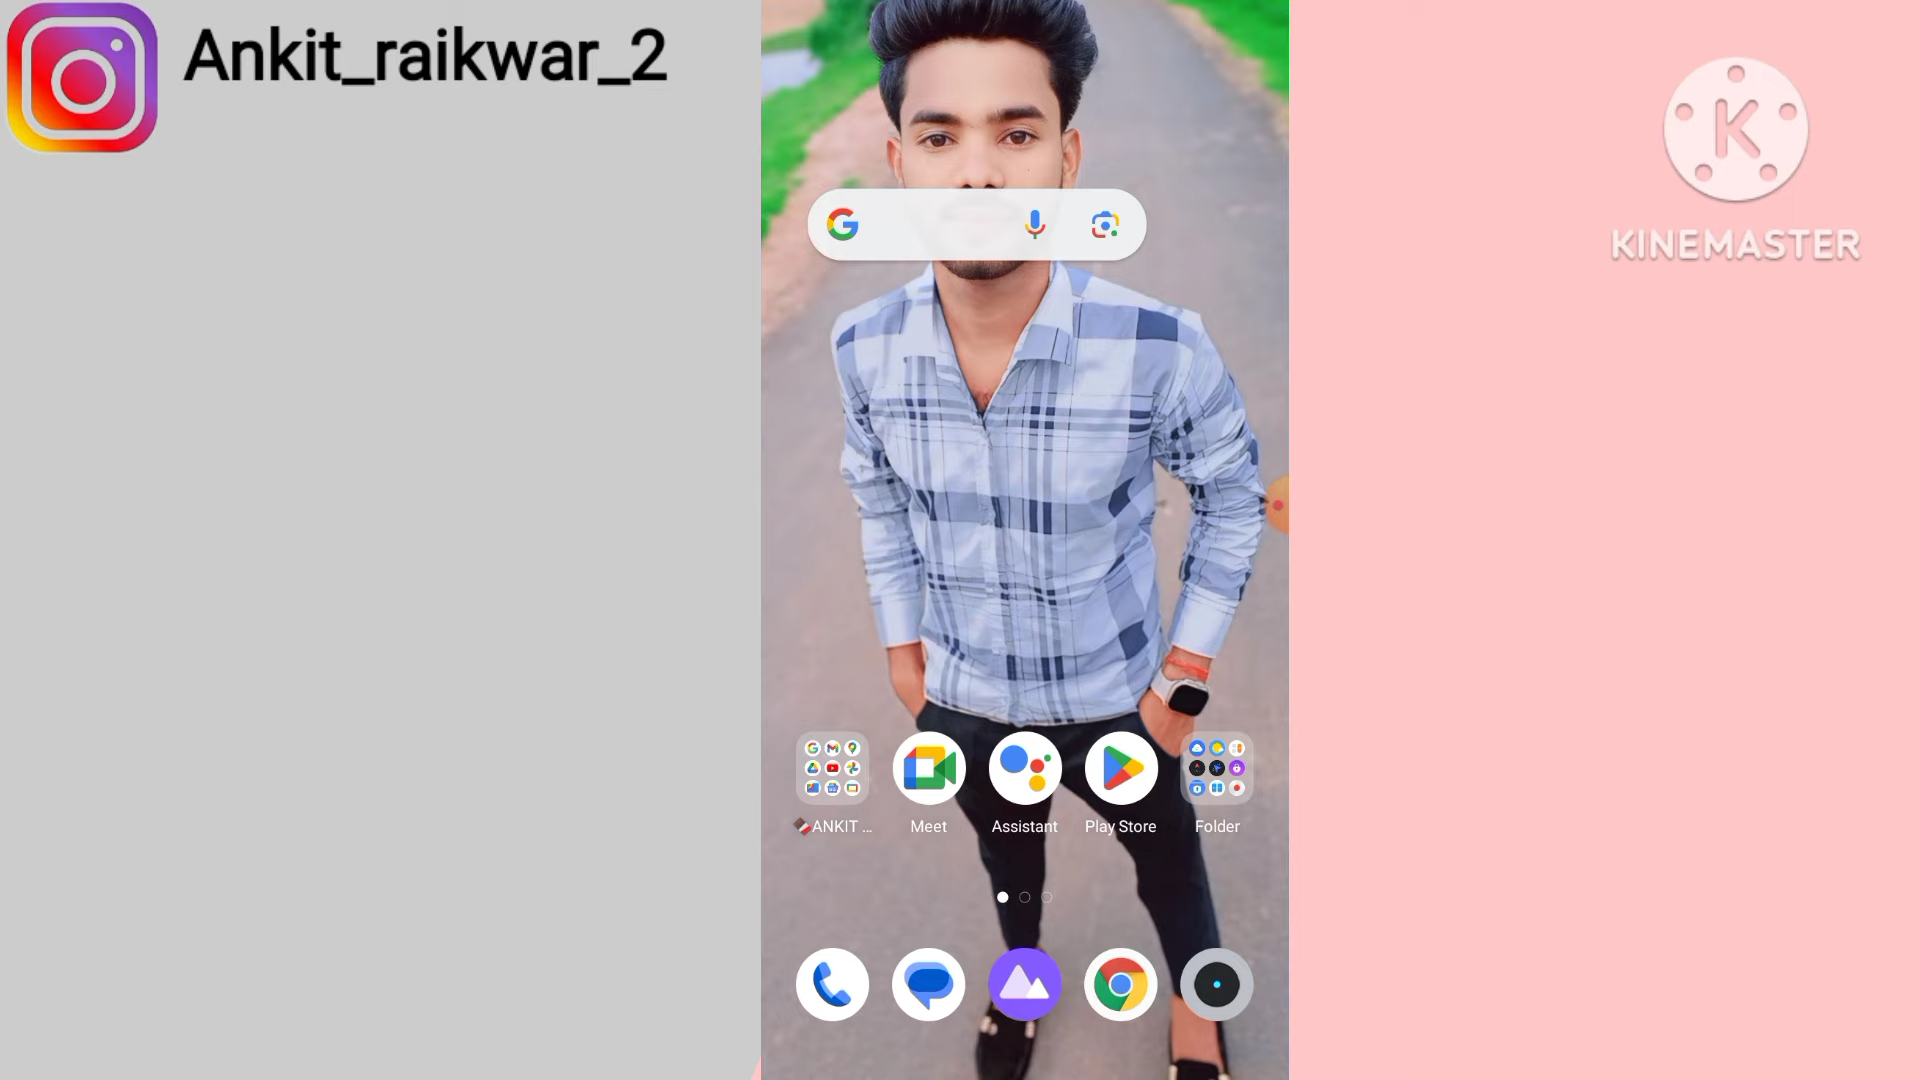 Ankit_raikwar_2
K
KINEMASTER
ANKIT ...
Meet
Assistant
Play Store
Folder